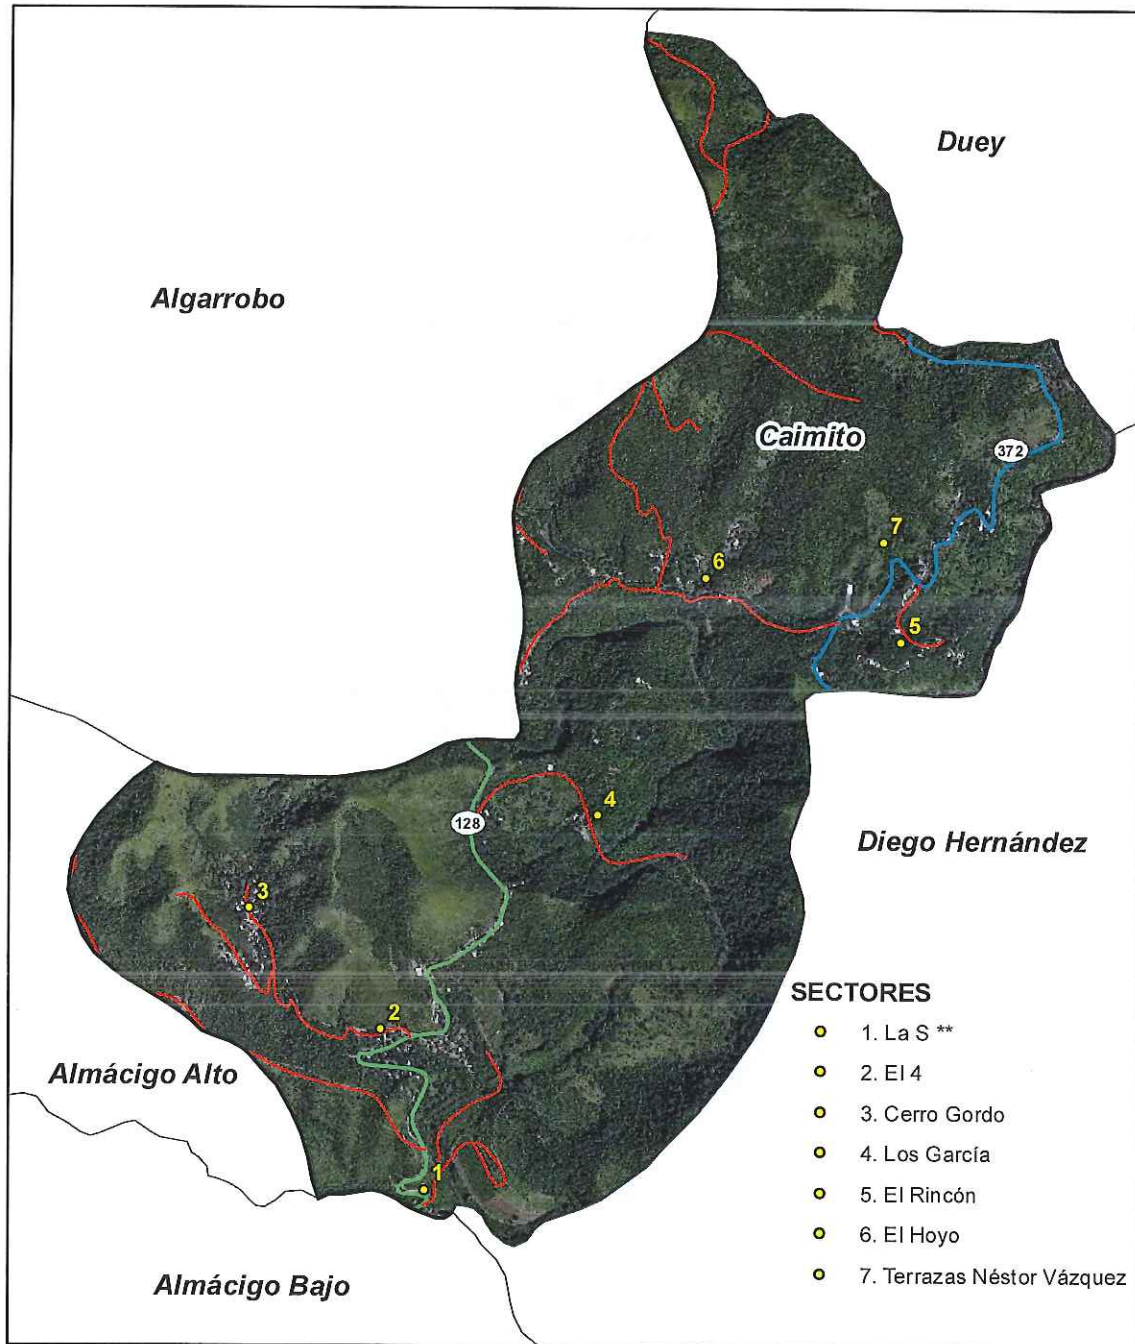 Duey
Algarrobo
Caimito
372
7
6
5
4
128
Diego Hernández
3
2
Almácigo Alto
1
Almácigo Bajo
SECTORES
1. La S **
2. El 4
3. Cerro Gordo
4. Los García
5. El Rincón
6. El Hoyo
7. Terrazas Néstor Vázquez